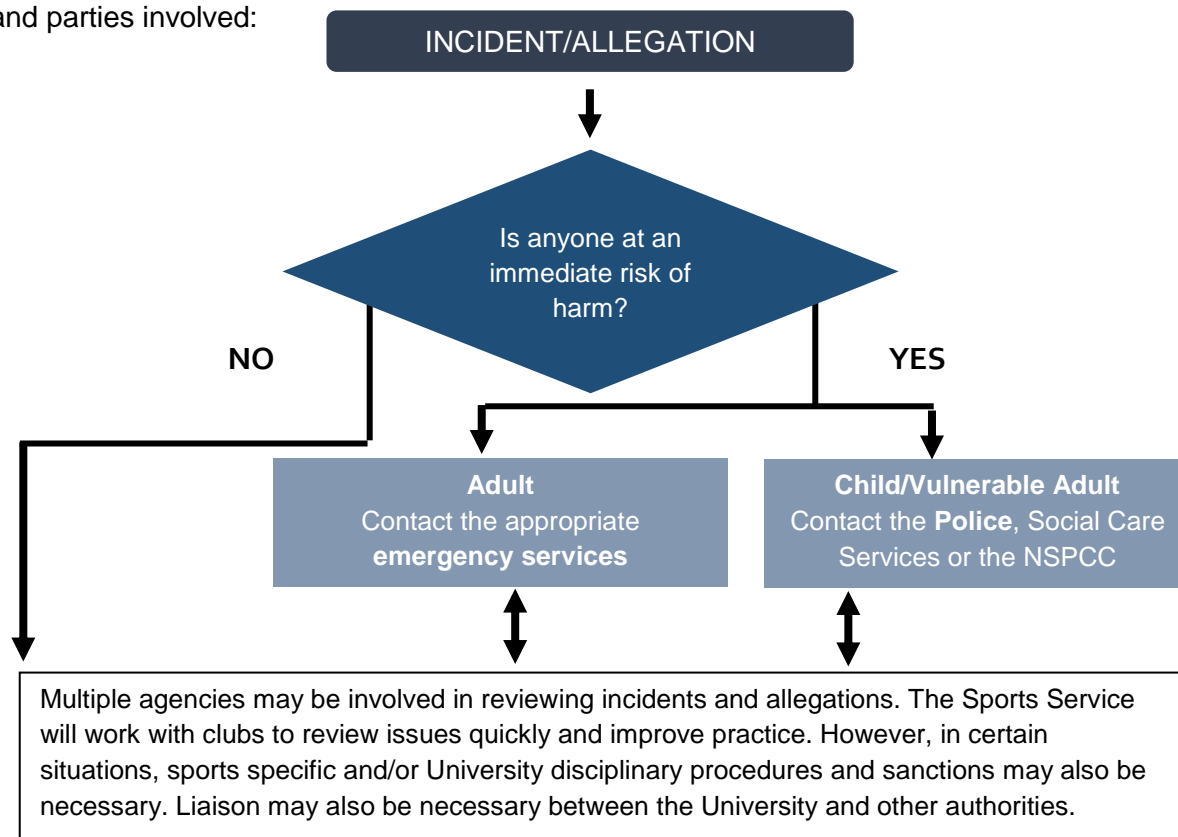 and parties involved:
INCIDENT/ALLEGATION
Is anyone at an
immediate risk of
harm?
NO
YES
Adult
Contact the appropriate
emergency services
Child/Vulnerable Adult
Contact the Police, Social Care
Services or the NSPCC
Multiple agencies may be involved in reviewing incidents and allegations. The Sports Service
will work with clubs to review issues quickly and improve practice. However, in certain
situations, sports specific and/or University disciplinary procedures and sanctions may also be
necessary. Liaison may also be necessary between the University and other authorities.